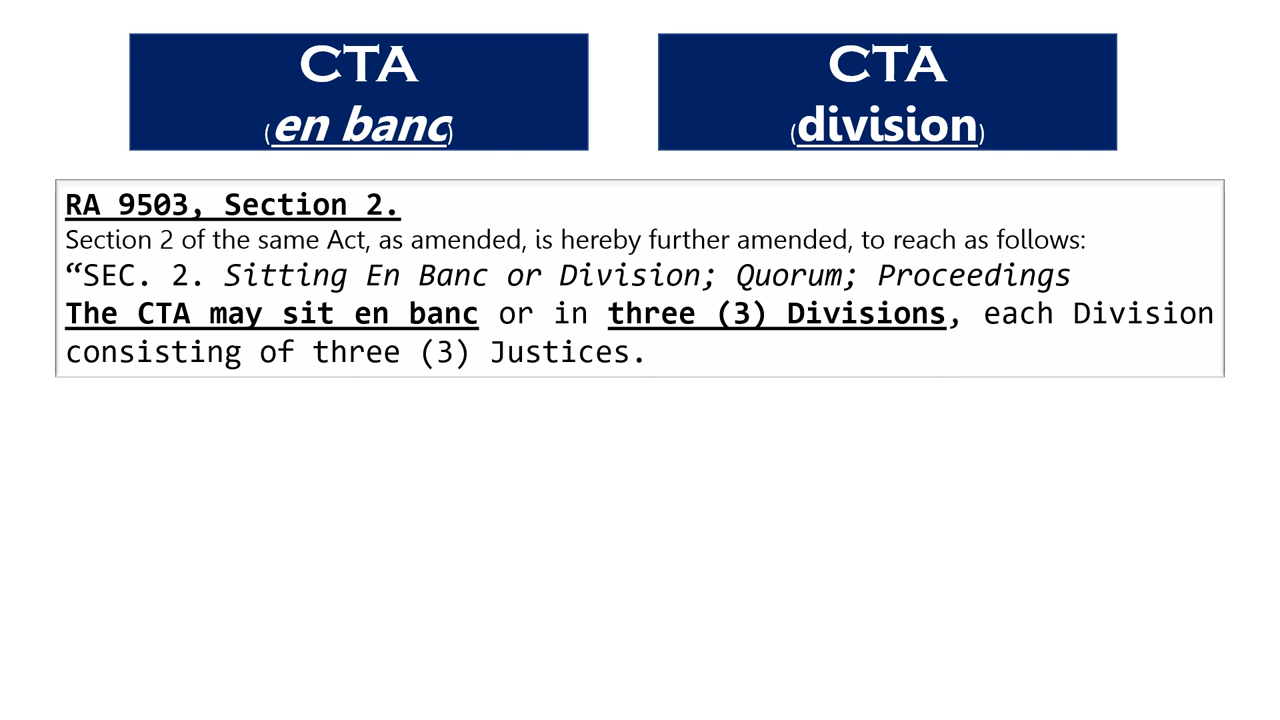 CTA
(en banc)
CTA
(division)
RA 9503, Section 2.
Section 2 of the same Act, as amended, is hereby further amended, to reach as follows:
“SEC. 2. Sitting En Banc or Division; Quorum; Proceedings
The CTA may sit en banc or in three (3) Divisions, each Division
consisting of three (3) Justices.